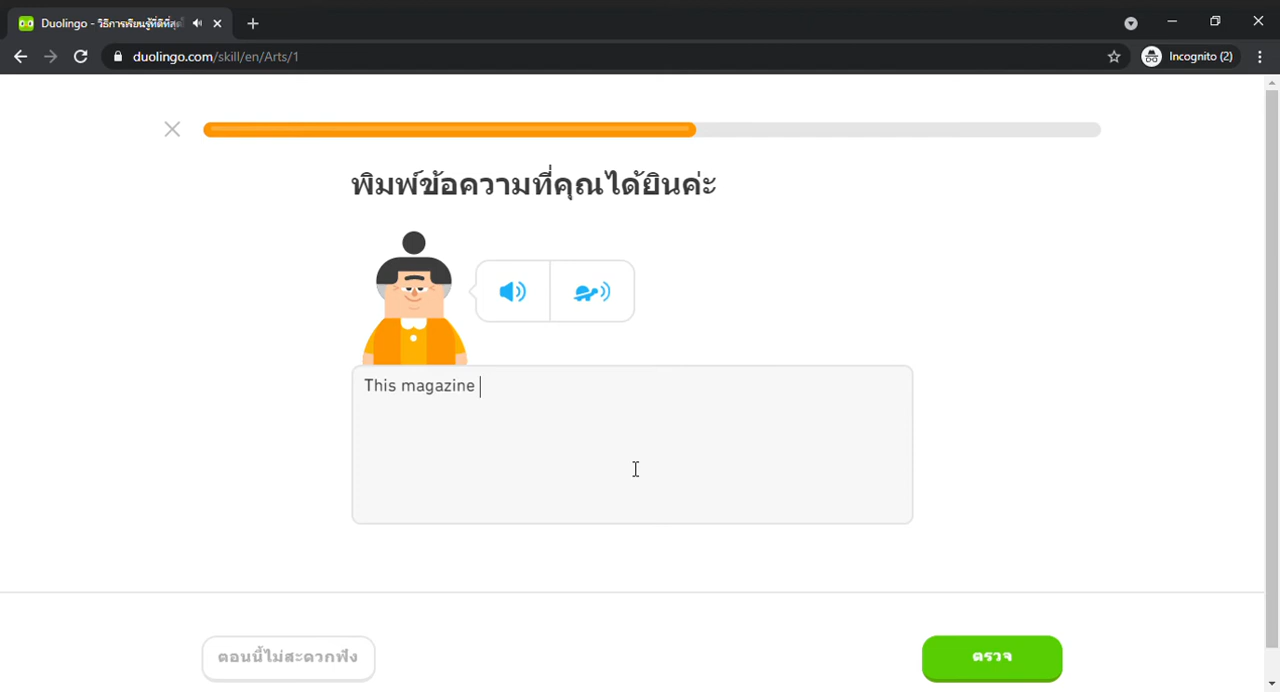 Duolingo - วิธีการเรียนรู้ที่ดีที่สุดใ
duolingo.com/skill/en/Arts/1
Incognito (2)
พิมพ์ข้อความที่คุณได้ยินค่ะ
This magazine
ตอนนี้ไม่สะดวกฟัง
ตรวจ